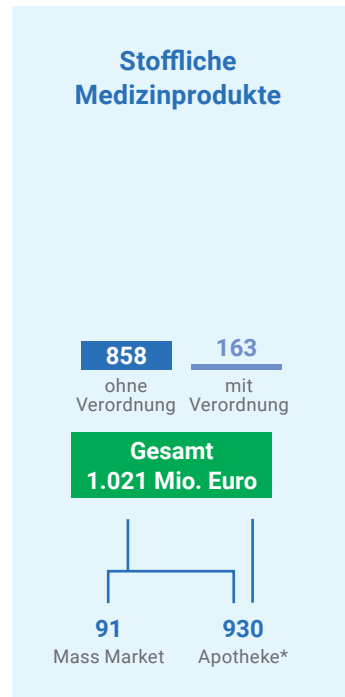 Stoffliche
Medizinprodukte
858
163
ohne
Verordnung
mit
Verordnung
Gesamt
1.021 Mio. Euro
91
Mass Market
930
Apotheke*